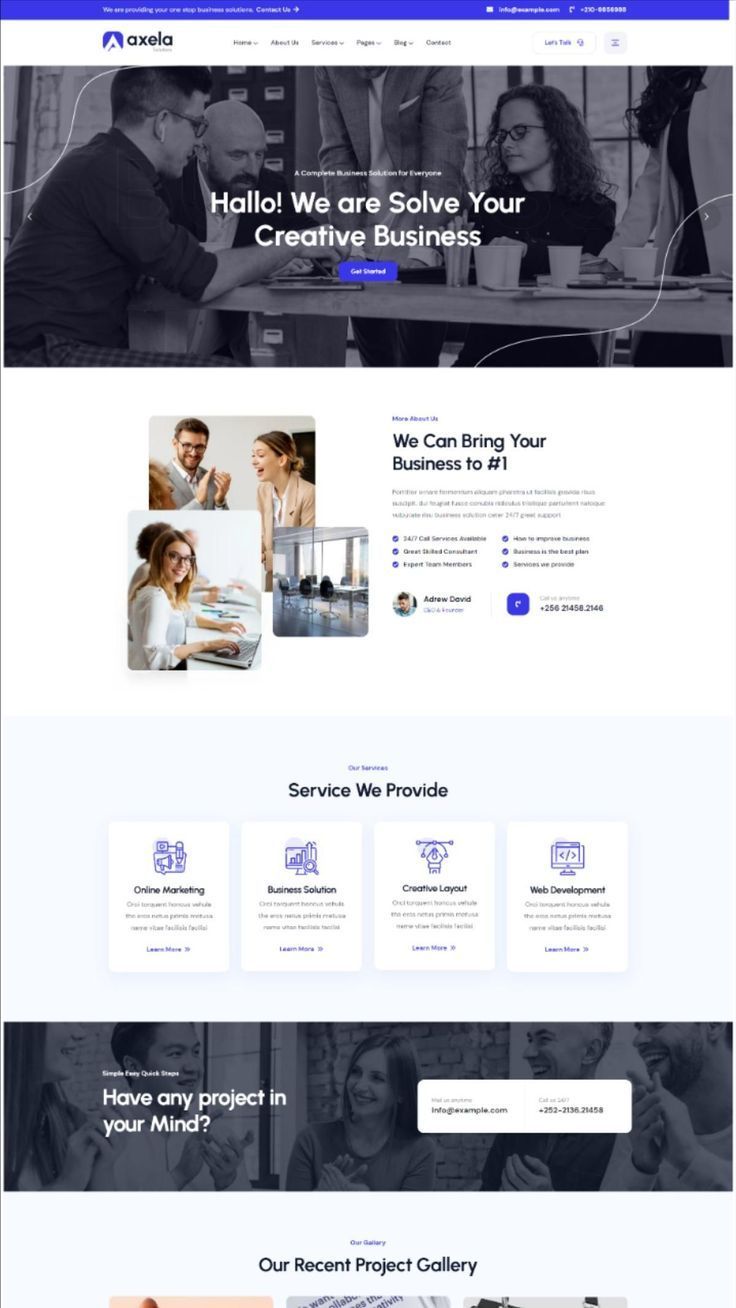 We are providing your one stop business solutions. Contact Us →
info@example.com +210-9856988
axela
Solutions
Home About Us Services Pages Blog Contact
Let's Talk
A Complete Business Solution for Everyone
Hallo! We are Solve Your
Creative Business
Get Started
More About Us
We Can Bring Your
Business to #1
Porttitor ornare fermentum aliquam pharetra ut facilisis gravida risus
suscipit, dui feugiat fusce conubia ridiculus tristique parturient natoque
vulputate risu business solution ceter 24/7 great support
24/7 Call Services Available
Great Skilled Consultant
Expert Team Members
How to improve business
Business is the best plan
Services we provide
Adrew David
CEO & Founder
Call us anytime
+256 21458.2146
Our Services
Service We Provide
Online Marketing
Orci torquent honcus vehula
the eros netus primis metusa
name vitae facilisis facilisi
Learn More »
Business Solution
Orci torquent honcus vehula
the eros netus primis metusa
name vitae facilisis facilisi
Learn More »
Creative Layout
Orci torquent honcus vehula
the eros netus primis metusa
name vitae facilisis facilisi
Learn More »
Web Development
Orci torquent honcus vehula
the eros netus primis metusa
name vitae facilisis facilisi
Learn More »
Simple Easy Quick Steps
Have any project in
your Mind?
Mail us anytime
info@example.com
Call us 24/7
+252-2136.21458
Our Gallery
Our Recent Project Gallery